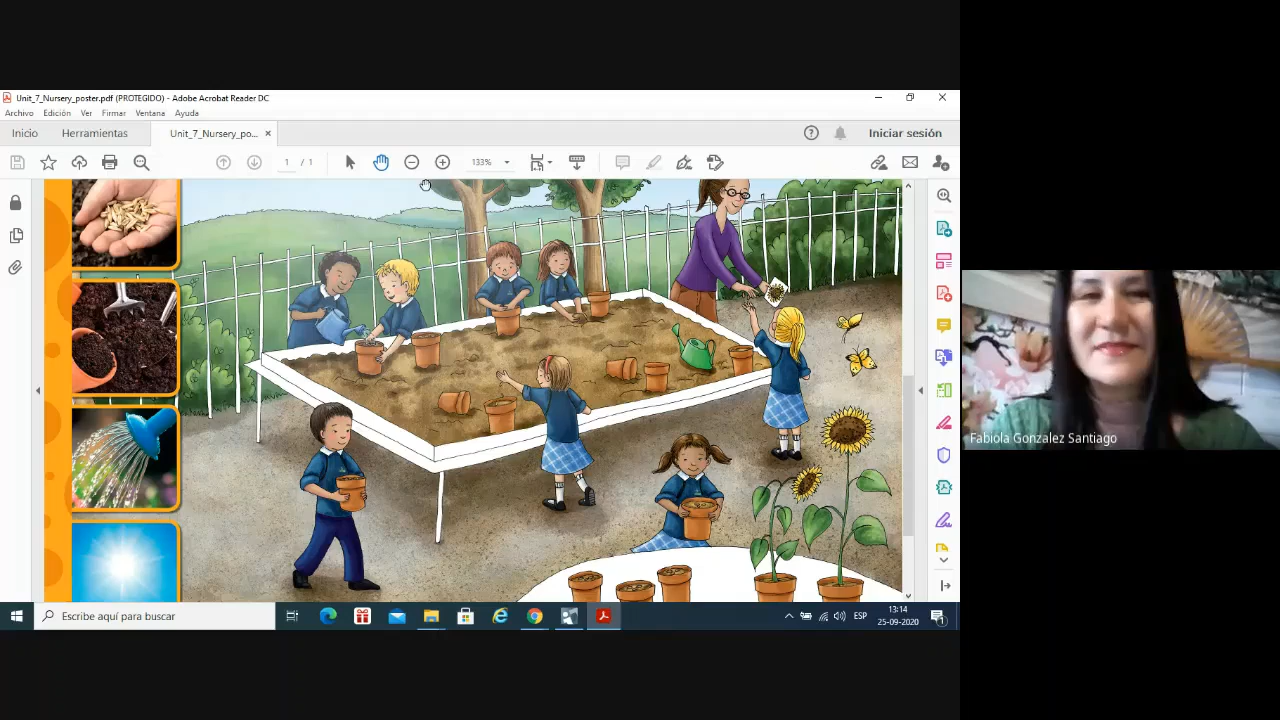 Unit_7_Nursery_poster.pdf (PROTEGIDO) - Adobe Acrobat Reader DC
Archivo Edición Ver Firmar Ventana Ayuda
Inicio Herramientas Unit_7_Nursery_po... Iniciar sesión
1 / 1 133%
Fabiola Gonzalez Santiago
Escribe aquí para buscar
ESP
13:14
25-09-2020
1